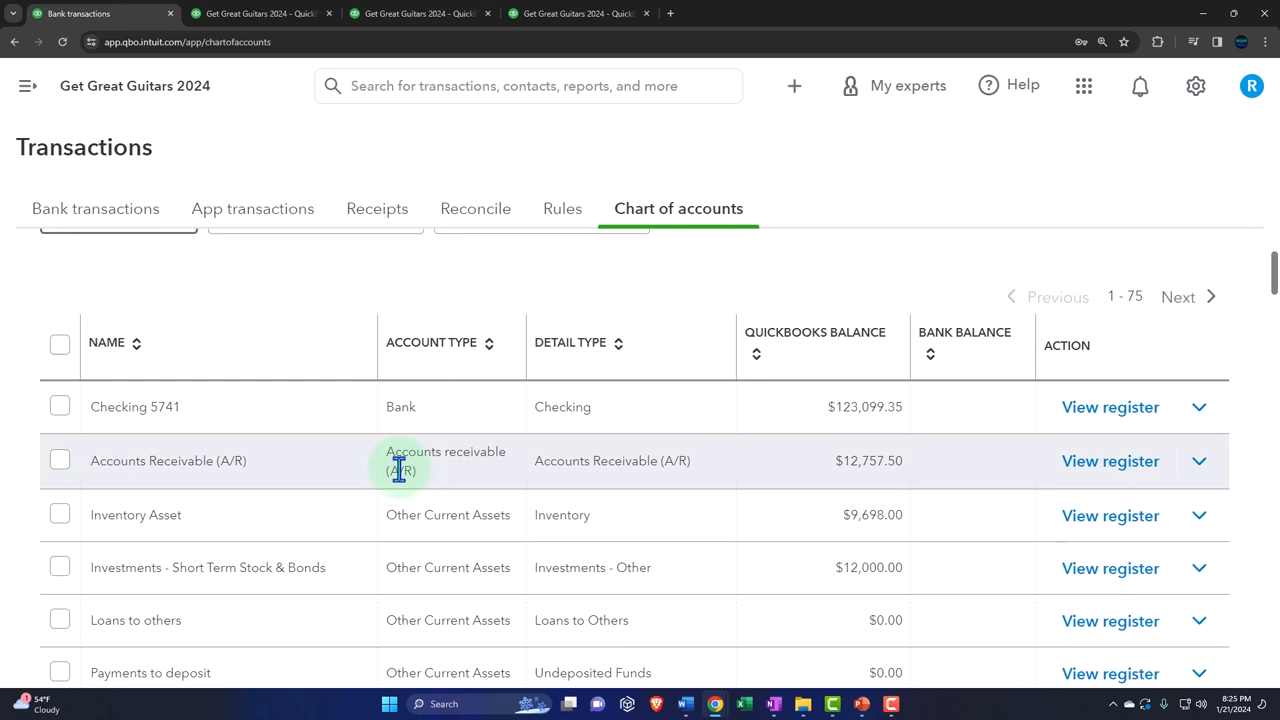 Bank transactions
Get Great Guitars 2024 - QuickB
Get Great Guitars 2024 - QuickB
Get Great Guitars 2024 - QuickB
app.qbo.intuit.com/app/chartofaccounts
Get Great Guitars 2024
Search for transactions, contacts, reports, and more
My experts
Help
R
Transactions
Bank transactions App transactions Receipts Reconcile Rules Chart of accounts
Previous 1 - 75 Next
NAME ACCOUNT TYPE DETAIL TYPE QUICKBOOKS BALANCE BANK BALANCE ACTION
Checking 5741 Bank Checking $123,099.35 View register
Accounts Receivable (A/R) Accounts receivable (A/R) Accounts Receivable (A/R) $12,757.50 View register
Inventory Asset Other Current Assets Inventory $9,698.00 View register
Investments - Short Term Stock & Bonds Other Current Assets Investments - Other $12,000.00 View register
Loans to others Other Current Assets Loans to Others $0.00 View register
Payments to deposit Other Current Assets Undeposited Funds $0.00 View register
54°F
Cloudy
Search
8:25 PM
1/21/2024